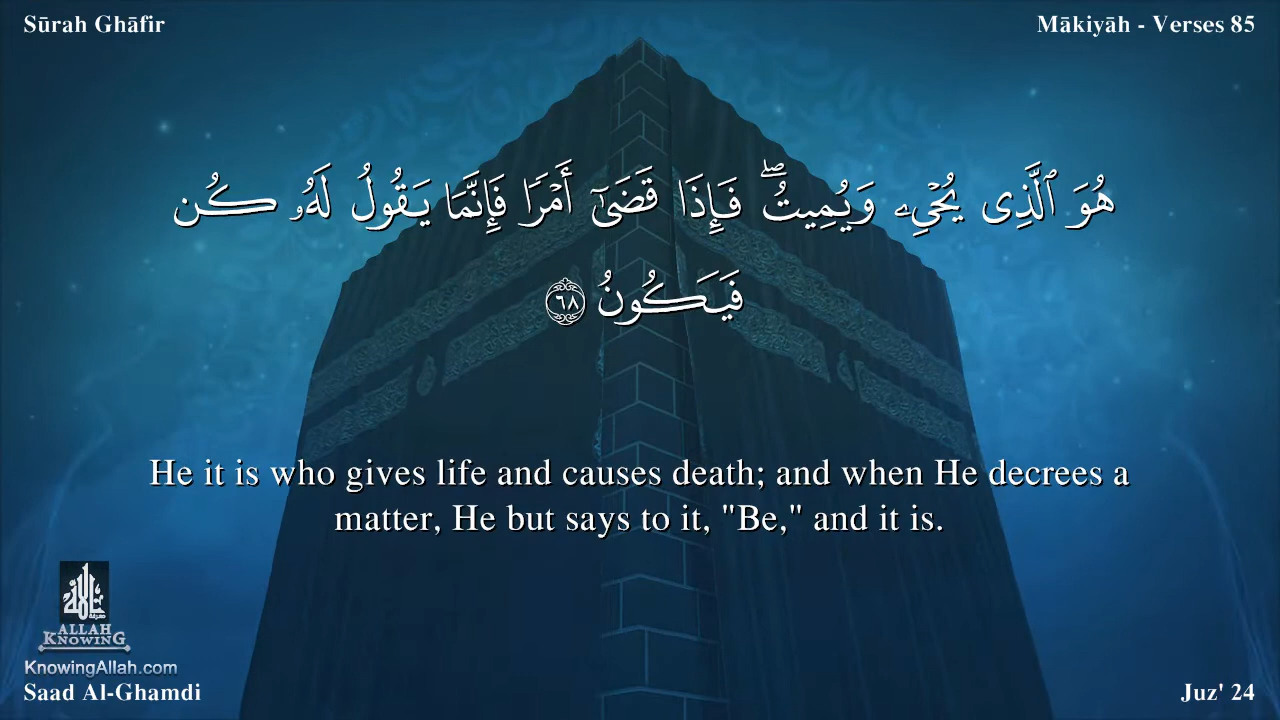 Sūrah Ghāfir
Mākiyāh - Verses 85
هُوَ ٱلَّذِى يُحْىِۦ وَيُمِيتُ ۖ فَإِذَا قَضَىٰٓ أَمْرًا فَإِنَّمَا يَقُولُ لَهُۥ كُن
فَيَكُونُ ٦٨
He it is who gives life and causes death; and when He decrees a
matter, He but says to it, "Be," and it is.
معرفة الله
ALLAH
KNOWING
KnowingAllah.com
Saad Al-Ghamdi
Juz' 24